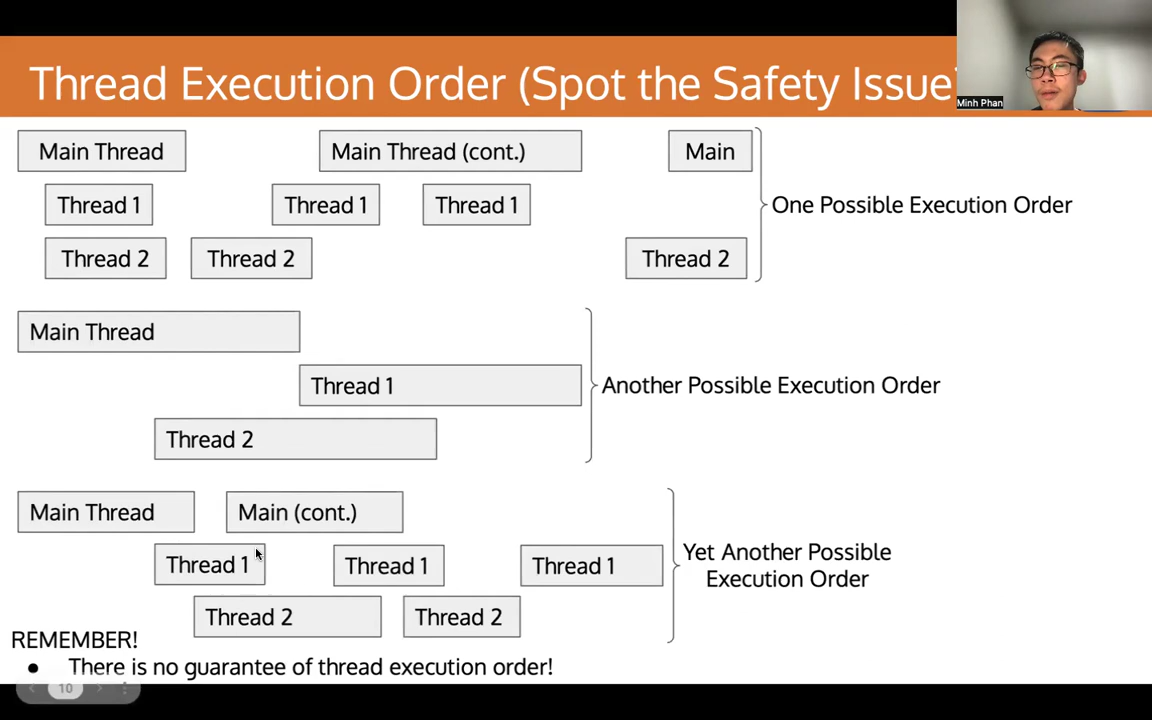 Thread Execution Order (Spot the Safety Issue
Minh Phan
Main Thread
Main Thread (cont.)
Main
Thread 1
Thread 1
Thread 1
One Possible Execution Order
Thread 2
Thread 2
Thread 2
Main Thread
Thread 1
Another Possible Execution Order
Thread 2
Main Thread
Main (cont.)
Thread 1
Thread 1
Thread 1
Yet Another Possible
Execution Order
Thread 2
Thread 2
REMEMBER!
● There is no guarantee of thread execution order!
10